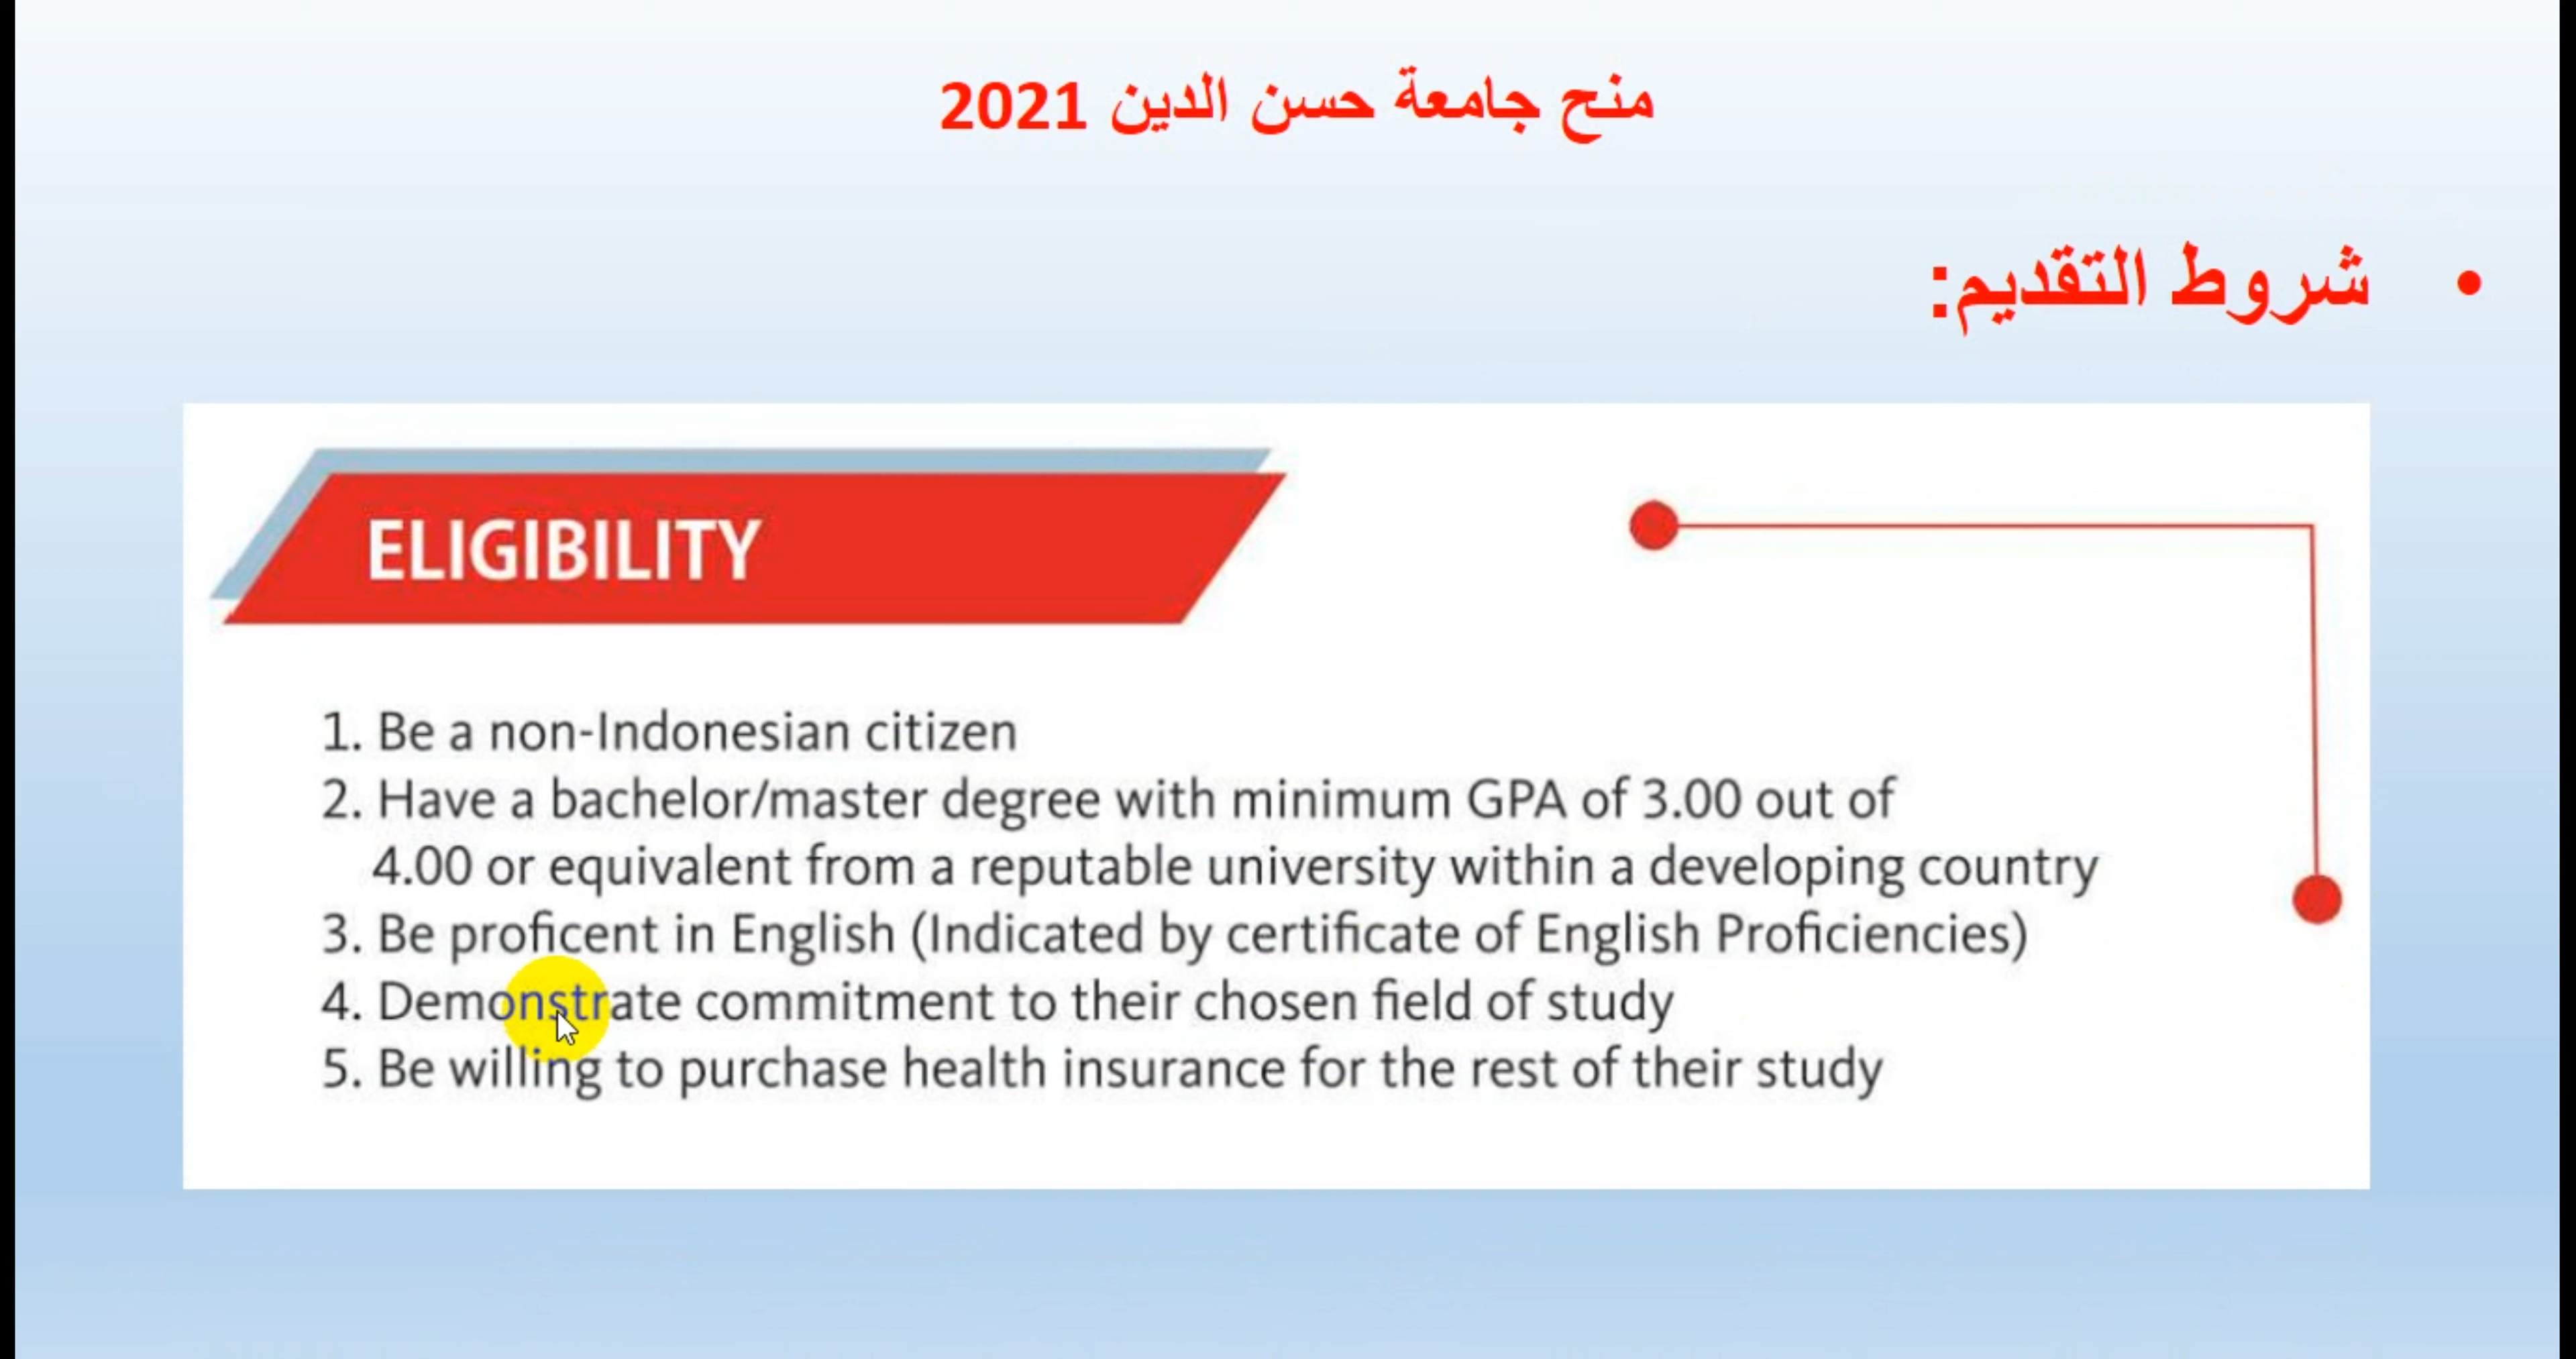 منح جامعة حسن الدين 2021
• شروط التقديم:
ELIGIBILITY
1. Be a non-Indonesian citizen
2. Have a bachelor/master degree with minimum GPA of 3.00 out of
4.00 or equivalent from a reputable university within a developing country
3. Be proficent in English (Indicated by certificate of English Proficiencies)
4. Demonstrate commitment to their chosen field of study
5. Be willing to purchase health insurance for the rest of their study